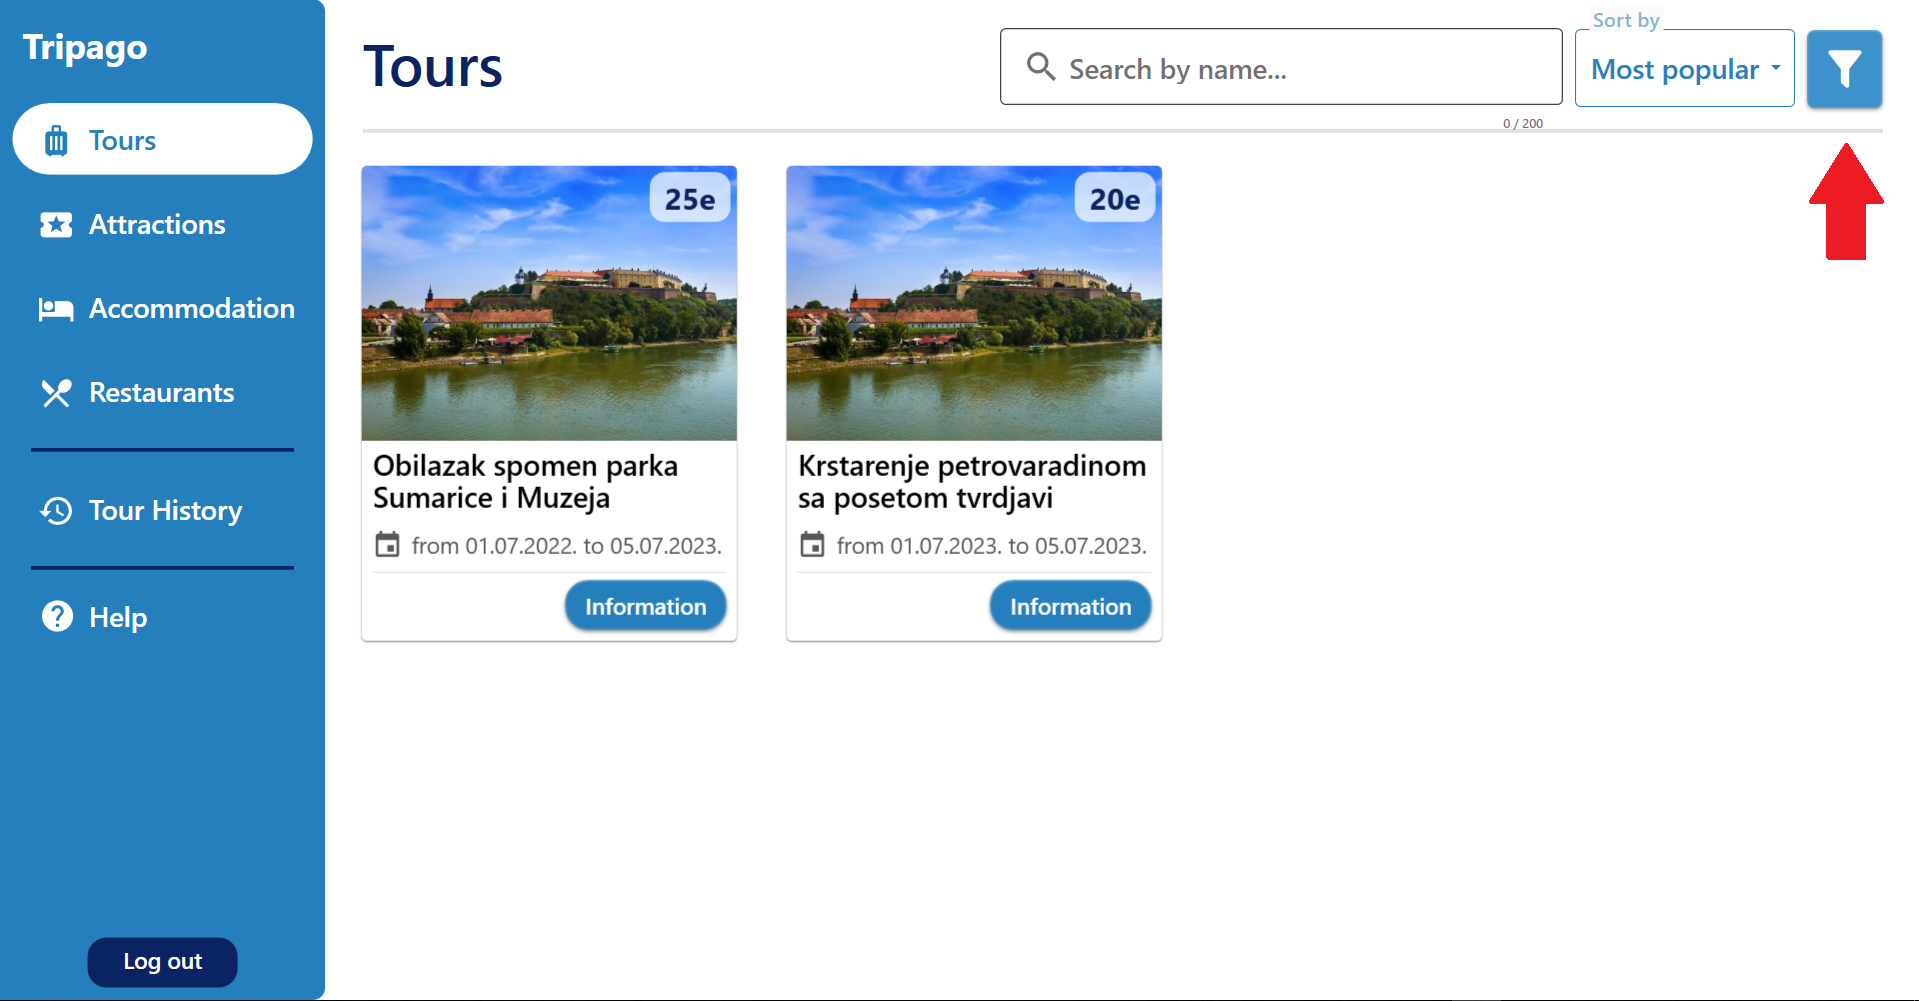 Tripago
Tours
Attractions
Accommodation
Restaurants
Tour History
Help
Log out
Tours
Search by name...
0 / 200
Sort by
Most popular
25e
Obilazak spomen parka
Sumarice i Muzeja
from 01.07.2022. to 05.07.2023.
Information
20e
Krstarenje petrovaradinom
sa posetom tvrdjavi
from 01.07.2023. to 05.07.2023.
Information